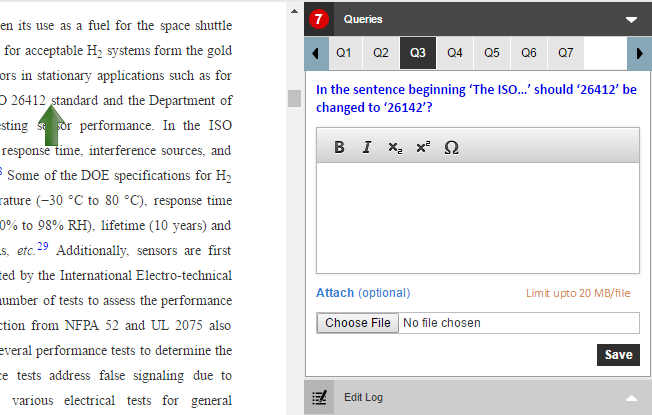 en its use as a fuel for the space shuttle
for acceptable H₂ systems form the gold
ors in stationary applications such as for
O 26412 standard and the Department of
sting sensor performance. In the ISO
response time, interference sources, and
Some of the DOE specifications for H₂
rature (−30 °C to 80 °C), response time
0% to 98% RH), lifetime (10 years) and
s, etc.²⁹ Additionally, sensors are first
ted by the International Electro-technical
number of tests to assess the performance
ction from NFPA 52 and UL 2075 also
everal performance tests to determine the
ce tests address false signaling due to
various electrical tests for general
7 Queries
Q1 Q2 Q3 Q4 Q5 Q6 Q7
In the sentence beginning ‘The ISO...’ should ‘26412’ be
changed to ‘26142’?
B I x₂ x² Ω
Attach (optional) Limit upto 20 MB/file
Choose File No file chosen
Save
Edit Log